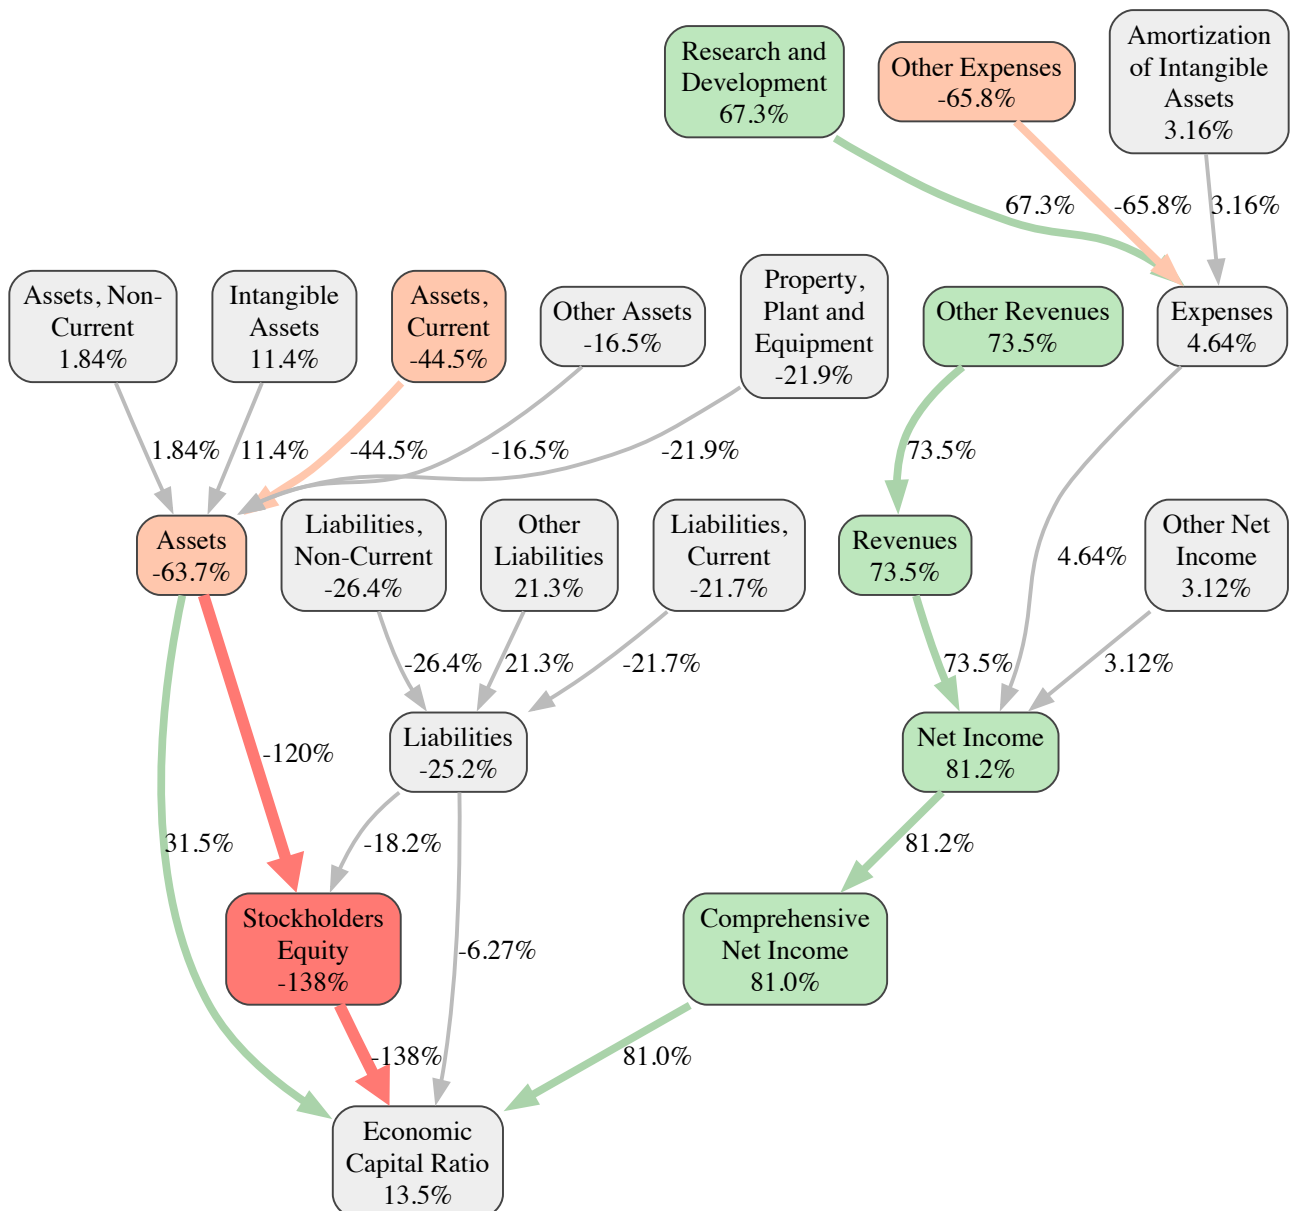 Research and
Development
67.3%
Other Expenses
-65.8%
Amortization
of Intangible
Assets
3.16%
67.3%
-65.8%
3.16%
Assets, Non-
Current
1.84%
Intangible
Assets
11.4%
Assets,
Current
-44.5%
Other Assets
-16.5%
Property,
Plant and
Equipment
-21.9%
Other Revenues
73.5%
Expenses
4.64%
1.84%
11.4%
-44.5%
-16.5%
-21.9%
73.5%
Assets
-63.7%
Liabilities,
Non-Current
-26.4%
Other
Liabilities
21.3%
Liabilities,
Current
-21.7%
Revenues
73.5%
4.64%
Other Net
Income
3.12%
-26.4%
21.3%
-21.7%
73.5%
3.12%
-120%
Liabilities
-25.2%
Net Income
81.2%
31.5%
-18.2%
81.2%
Stockholders
Equity
-138%
-6.27%
Comprehensive
Net Income
81.0%
-138%
81.0%
Economic
Capital Ratio
13.5%